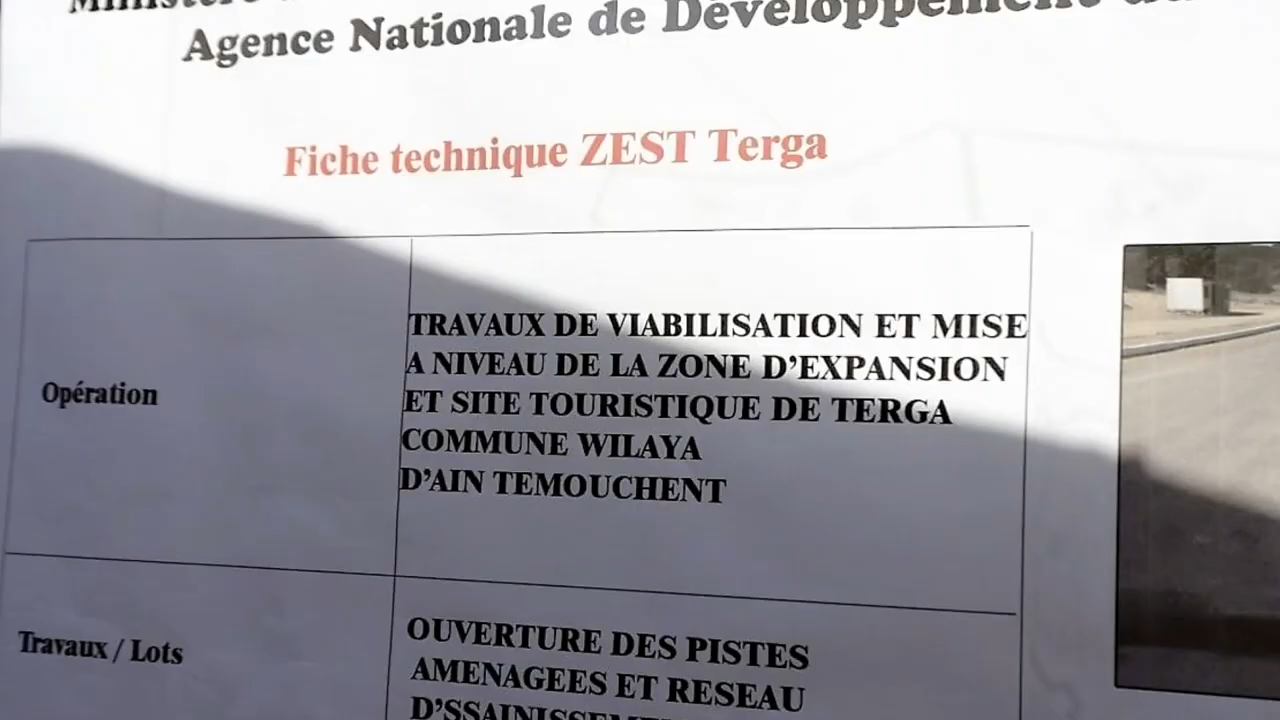 Agence Nationale de Développement
Fiche technique ZEST Terga
Opération
TRAVAUX DE VIABILISATION ET MISE
A NIVEAU DE LA ZONE D'EXPANSION
ET SITE TOURISTIQUE DE TERGA
COMMUNE WILAYA
D'AIN TEMOUCHENT
Travaux / Lots
OUVERTURE DES PISTES
AMENAGEES ET RESEAU